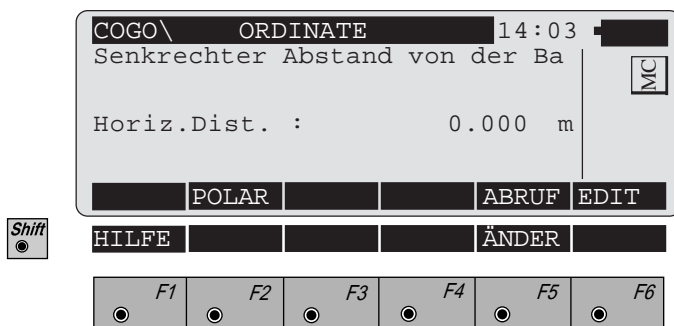 COGO\ ORDINATE 14:03
Senkrechter Abstand von der Ba
MC
Horiz.Dist. : 0.000 m
POLAR ABRUF EDIT
Shift
HILFE ÄNDER
F1 F2 F3 F4 F5 F6